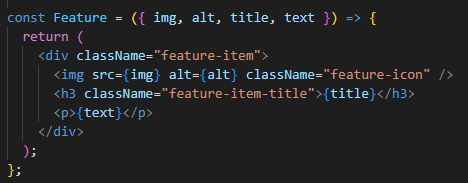 const Feature = ({ img, alt, title, text }) => {
  return (
    <div className="feature-item">
      <img src={img} alt={alt} className="feature-icon" />
      <h3 className="feature-item-title">{title}</h3>
      <p>{text}</p>
    </div>
  );
};